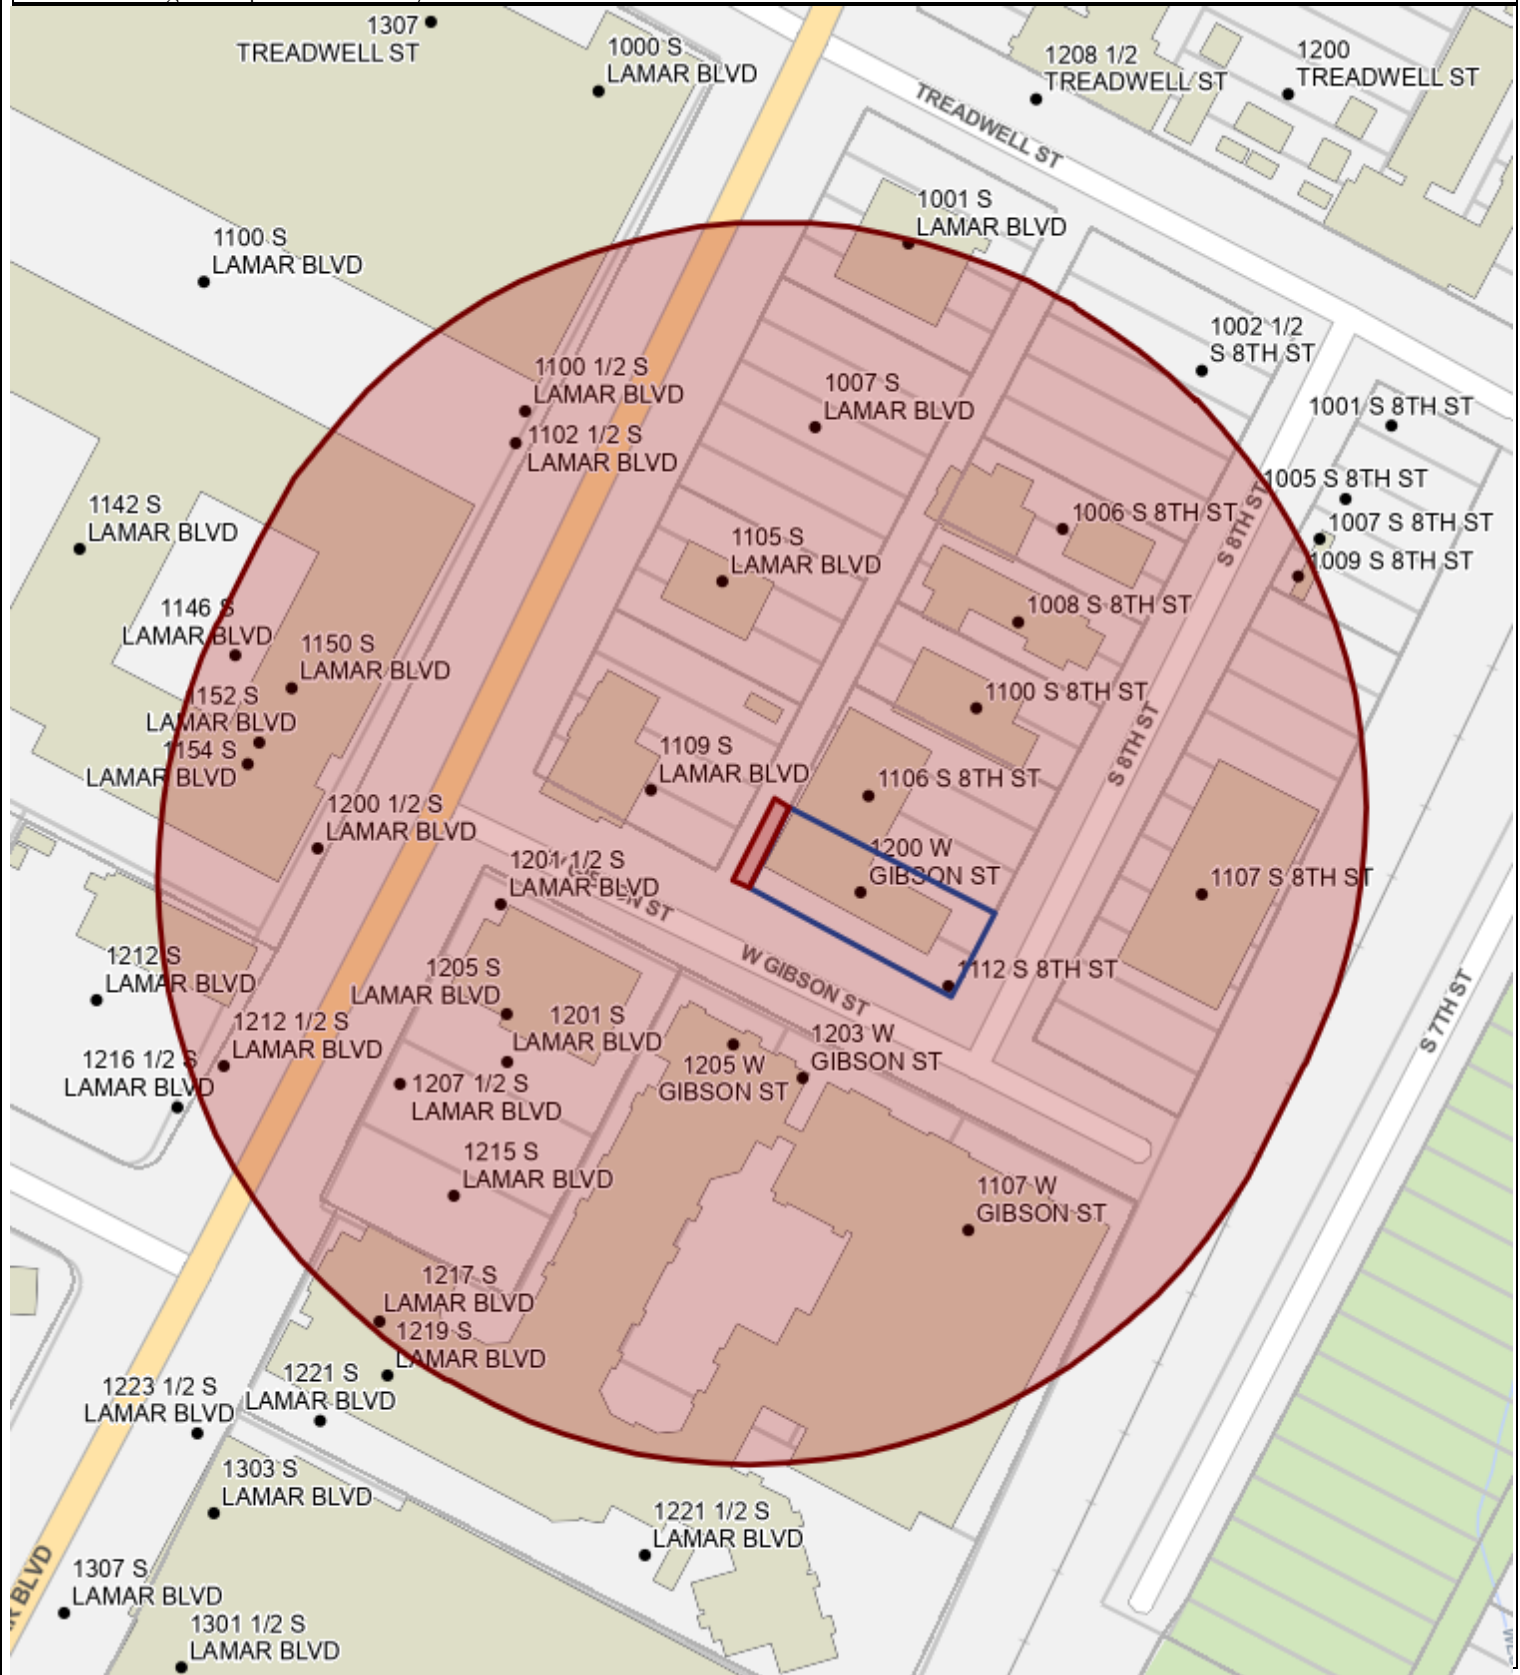 1307
TREADWELL ST
1000 S
LAMAR BLVD
1208 1/2
TREADWELL ST
1200
TREADWELL ST
TREADWELL ST
1001 S
LAMAR BLVD
1100 S
LAMAR BLVD
1002 1/2
S 8TH ST
1100 1/2 S
LAMAR BLVD
1007 S
LAMAR BLVD
1001 S 8TH ST
1102 1/2 S
LAMAR BLVD
1005 S 8TH ST
1142 S
LAMAR BLVD
1006 S 8TH ST
S 8TH ST
1007 S 8TH ST
1105 S
LAMAR BLVD
1009 S 8TH ST
1146 S
LAMAR BLVD
1008 S 8TH ST
1150 S
LAMAR BLVD
1152 S
LAMAR BLVD
1100 S 8TH ST
S 8TH ST
1154 S
LAMAR BLVD
1109 S
LAMAR BLVD
1106 S 8TH ST
1200 1/2 S
LAMAR BLVD
1200 W
GIBSON ST
1201 1/2 S
LAMAR BLVD
N ST
1107 S 8TH ST
1212 S
LAMAR BLVD
1205 S
LAMAR BLVD
W GIBSON ST
1112 S 8TH ST
1201 S
LAMAR BLVD
S 7TH ST
1212 1/2 S
LAMAR BLVD
1203 W
GIBSON ST
1216 1/2 S
LAMAR BLVD
1205 W
GIBSON ST
1207 1/2 S
LAMAR BLVD
1215 S
LAMAR BLVD
1107 W
GIBSON ST
1217 S
LAMAR BLVD
1219 S
LAMAR BLVD
1221 S
LAMAR BLVD
1223 1/2 S
LAMAR BLVD
1303 S
LAMAR BLVD
1221 1/2 S
LAMAR BLVD
R BLVD
1307 S
LAMAR BLVD
1301 1/2 S
LAMAR BLVD